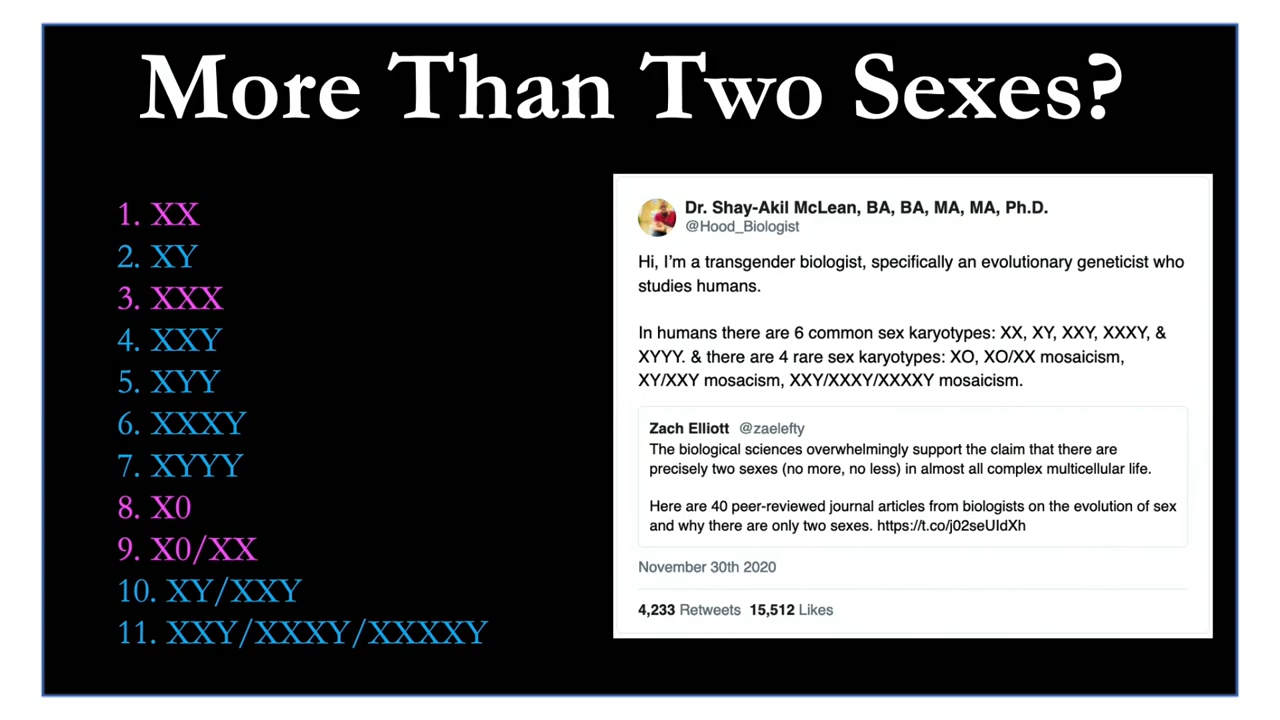 More Than Two Sexes?
1. XX
2. XY
3. XXX
4. XXY
5. XYY
6. XXXY
7. XYYY
8. X0
9. X0/XX
10. XY/XXY
11. XXY/XXXY/XXXXY
Dr. Shay-Akil McLean, BA, BA, MA, MA, Ph.D.
@Hood_Biologist
Hi, I'm a transgender biologist, specifically an evolutionary geneticist who
studies humans.
In humans there are 6 common sex karyotypes: XX, XY, XXY, XXXY, &
XYYY. & there are 4 rare sex karyotypes: XO, XO/XX mosaicism,
XY/XXY mosacism, XXY/XXXY/XXXXY mosaicism.
Zach Elliott @zaelefty
The biological sciences overwhelmingly support the claim that there are
precisely two sexes (no more, no less) in almost all complex multicellular life.
Here are 40 peer-reviewed journal articles from biologists on the evolution of sex
and why there are only two sexes. https://t.co/j02seUIdXh
November 30th 2020
4,233 Retweets 15,512 Likes